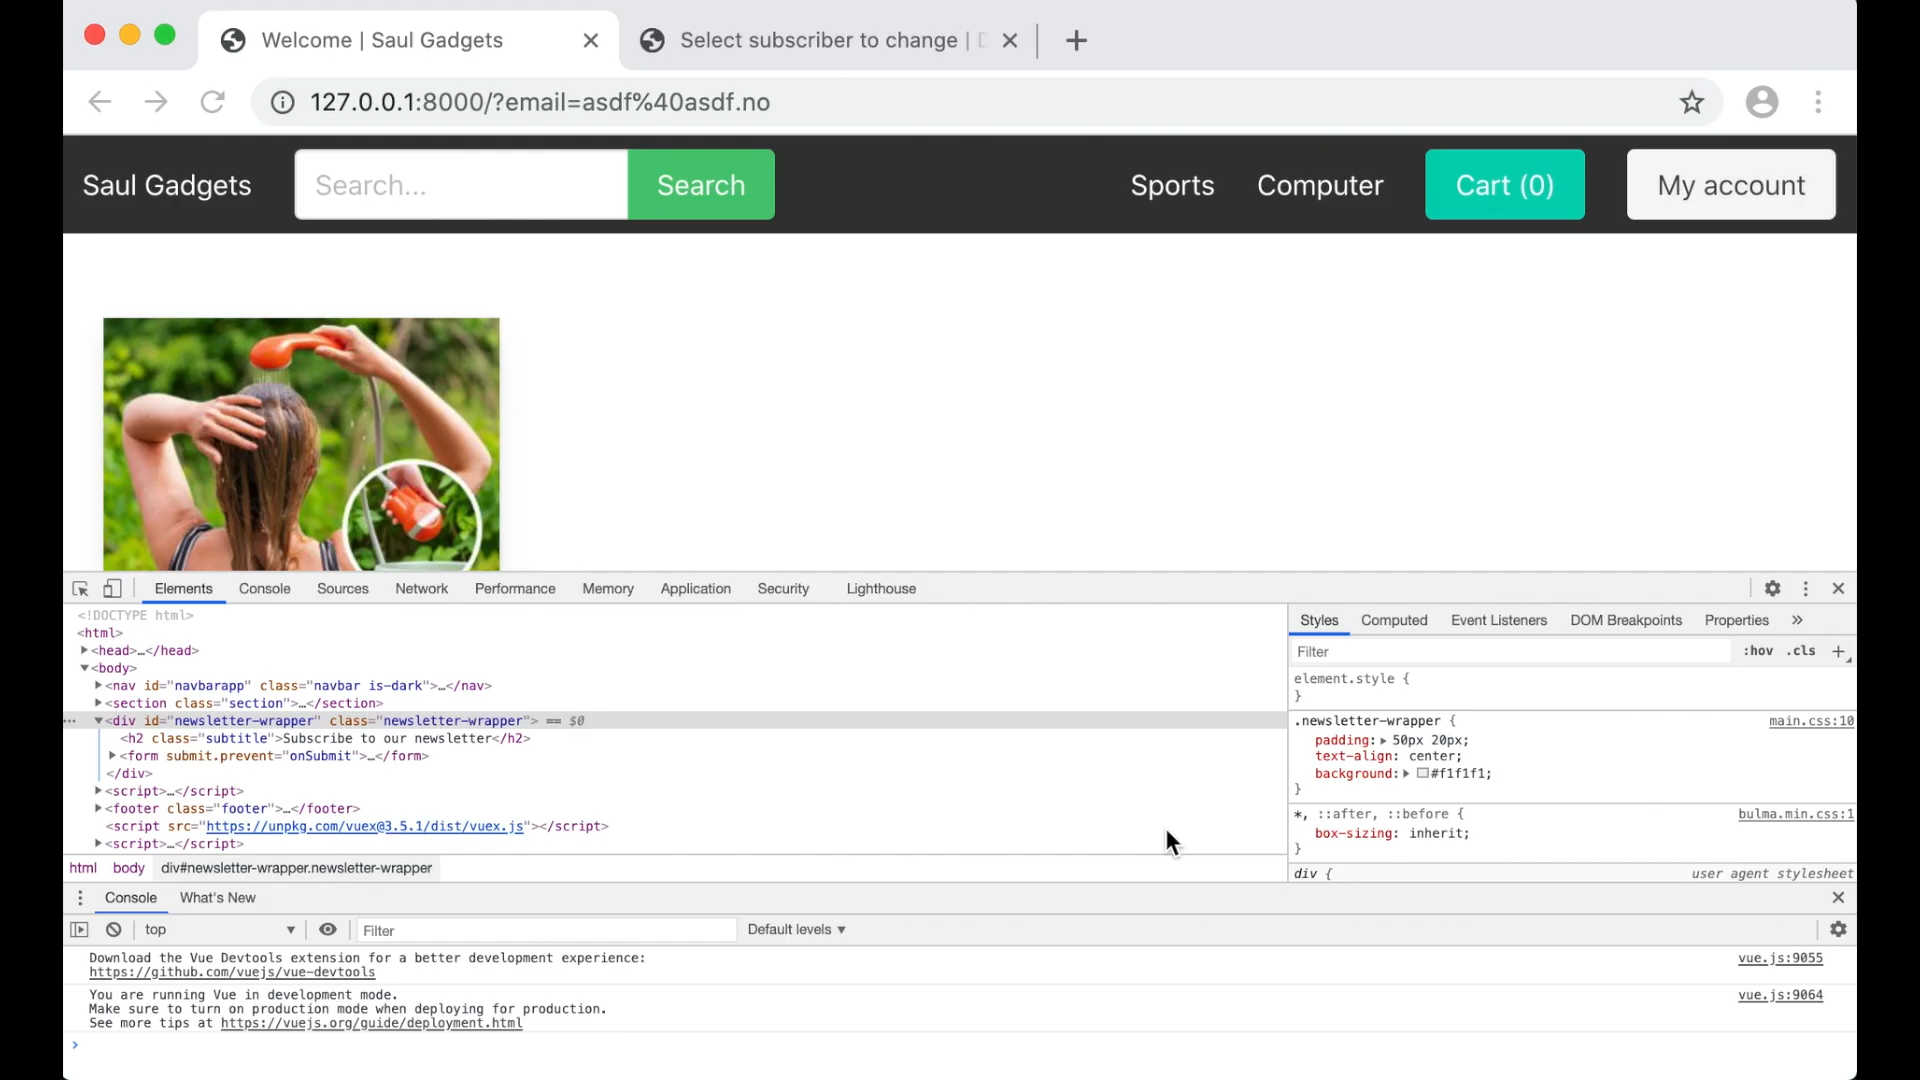 Welcome | Saul Gadgets
Select subscriber to change |
127.0.0.1:8000/?email=asdf%40asdf.no
Saul Gadgets
Search...
Search
Sports
Computer
Cart (0)
My account
Elements
Console
Sources
Network
Performance
Memory
Application
Security
Lighthouse
<!DOCTYPE html>
<html>
<head>…</head>
<body>
<nav id="navbarapp" class="navbar is-dark">…</nav>
<section class="section">…</section>
<div id="newsletter-wrapper" class="newsletter-wrapper"> == $0
<h2 class="subtitle">Subscribe to our newsletter</h2>
<form submit.prevent="onSubmit">…</form>
</div>
<script>…</script>
<footer class="footer">…</footer>
<script src="https://unpkg.com/vuex@3.5.1/dist/vuex.js"></script>
<script>…</script>
html body div#newsletter-wrapper.newsletter-wrapper
Styles
Computed
Event Listeners
DOM Breakpoints
Properties
Filter
:hov .cls
element.style {
}
.newsletter-wrapper {
main.css:10
padding: 50px 20px;
text-align: center;
background: #f1f1f1;
}
*, ::after, ::before {
bulma.min.css:1
box-sizing: inherit;
}
div {
user agent stylesheet
Console
What's New
top
Filter
Default levels
Download the Vue Devtools extension for a better development experience:
vue.js:9055
https://github.com/vuejs/vue-devtools
You are running Vue in development mode.
vue.js:9064
Make sure to turn on production mode when deploying for production.
See more tips at https://vuejs.org/guide/deployment.html